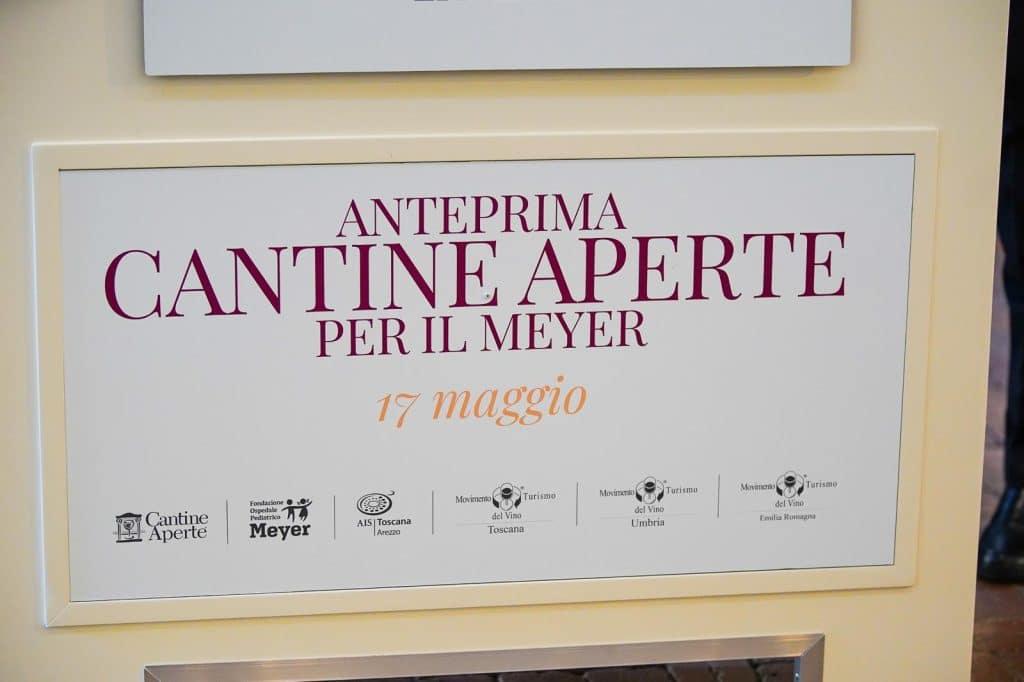 ANTEPRIMA
CANTINE APERTE
PER IL MEYER
17 maggio
Cantine
Aperte
Fondazione
Ospedale
Pediatrico
Meyer
AIS Toscana
Arezzo
Movimento Turismo
del Vino
Toscana
Movimento Turismo
del Vino
Umbria
Movimento Turismo
del Vino
Emilia Romagna